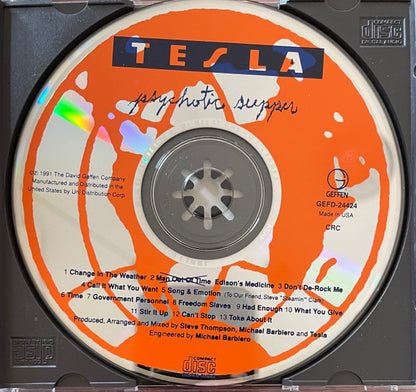 COMPACT
disc
DIGITAL AUDIO
TESLA
psychotic supper
℗© 1991 The David Geffen Company
Manufactured and Distributed in the
United States by Uni Distribution Corp.
G
GEFFEN
GEFD-24424
Made in USA
CRC
1 Change In The Weather 2 Man Out Of Time Edison's Medicine 3 Don't De-Rock Me
4 Call It What You Want 5 Song & Emotion (To Our Friend, Steve "Steamin'" Clark)
6 Time 7 Government Personnel 8 Freedom Slaves 9 Had Enough 10 What You Give
11 Stir It Up 12 Can't Stop 13 Toke About It
Produced, Arranged and Mixed by Steve Thompson, Michael Barbiero and Tesla
Engineered by Michael Barbiero
COMPACT
disc